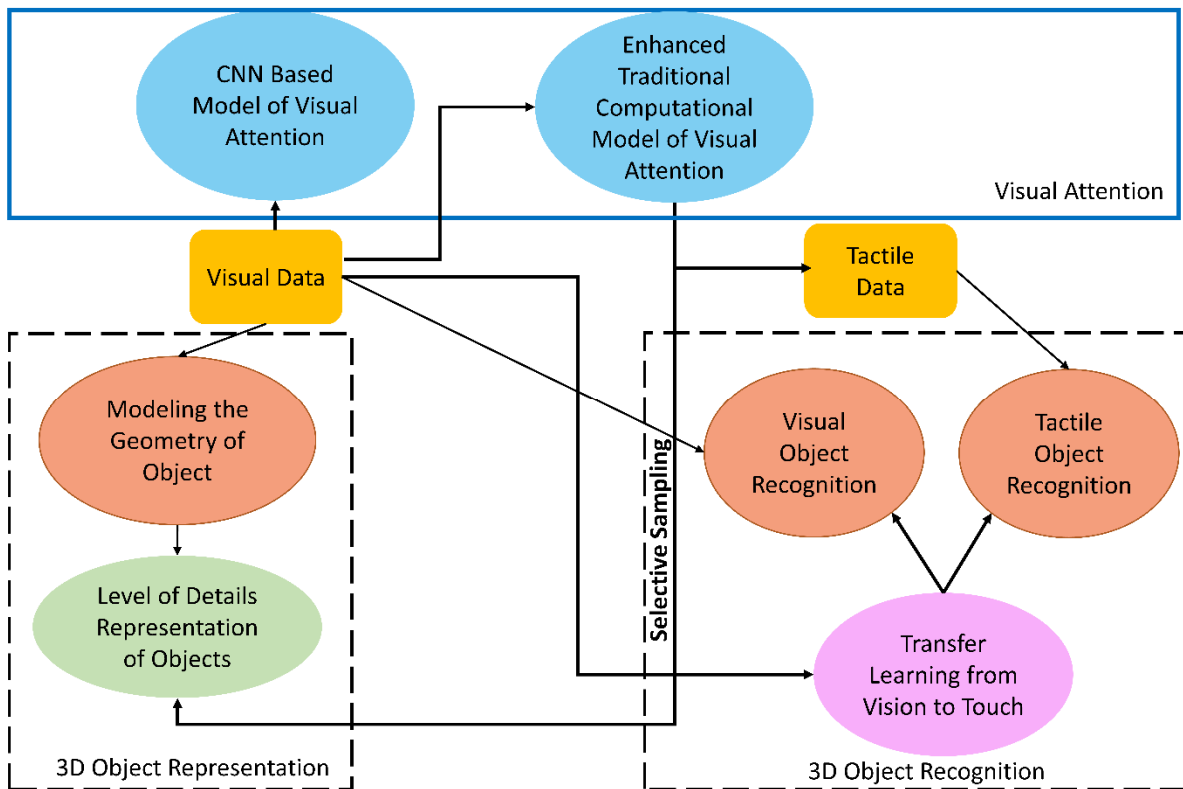 CNN Based
Model of Visual
Attention
Enhanced
Traditional
Computational
Model of Visual
Attention
Visual Attention
Visual Data
Tactile
Data
Modeling the
Geometry of
Object
Level of Details
Representation
of Objects
3D Object Representation
Selective Sampling
Visual
Object
Recognition
Tactile
Object
Recognition
Transfer
Learning from
Vision to Touch
3D Object Recognition